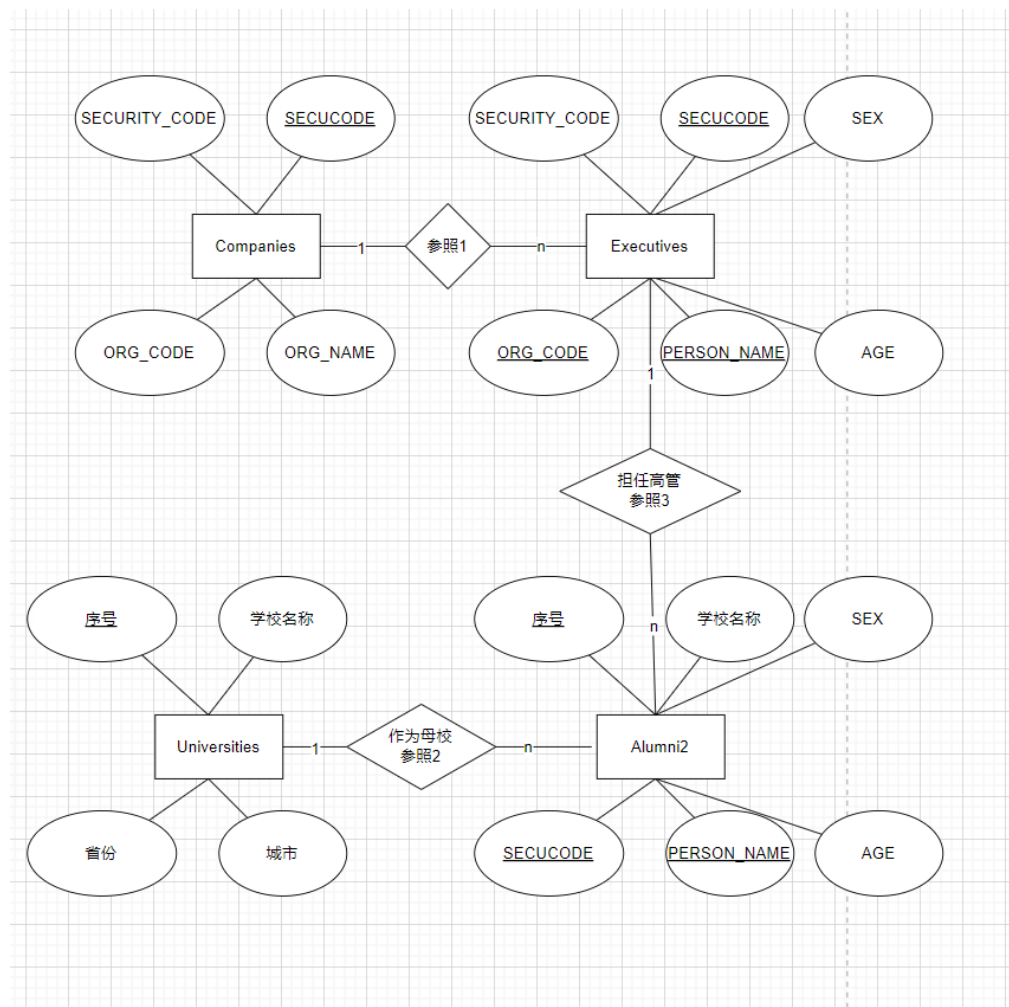 SECURITY_CODE
SECUCODE
SECURITY_CODE
SECUCODE
SEX
Companies
1
参照1
n
Executives
ORG_CODE
ORG_NAME
ORG_CODE
PERSON_NAME
AGE
1
担任高管
参照3
n
序号
学校名称
序号
学校名称
SEX
Universities
1
作为母校
参照2
n
Alumni2
省份
城市
SECUCODE
PERSON_NAME
AGE